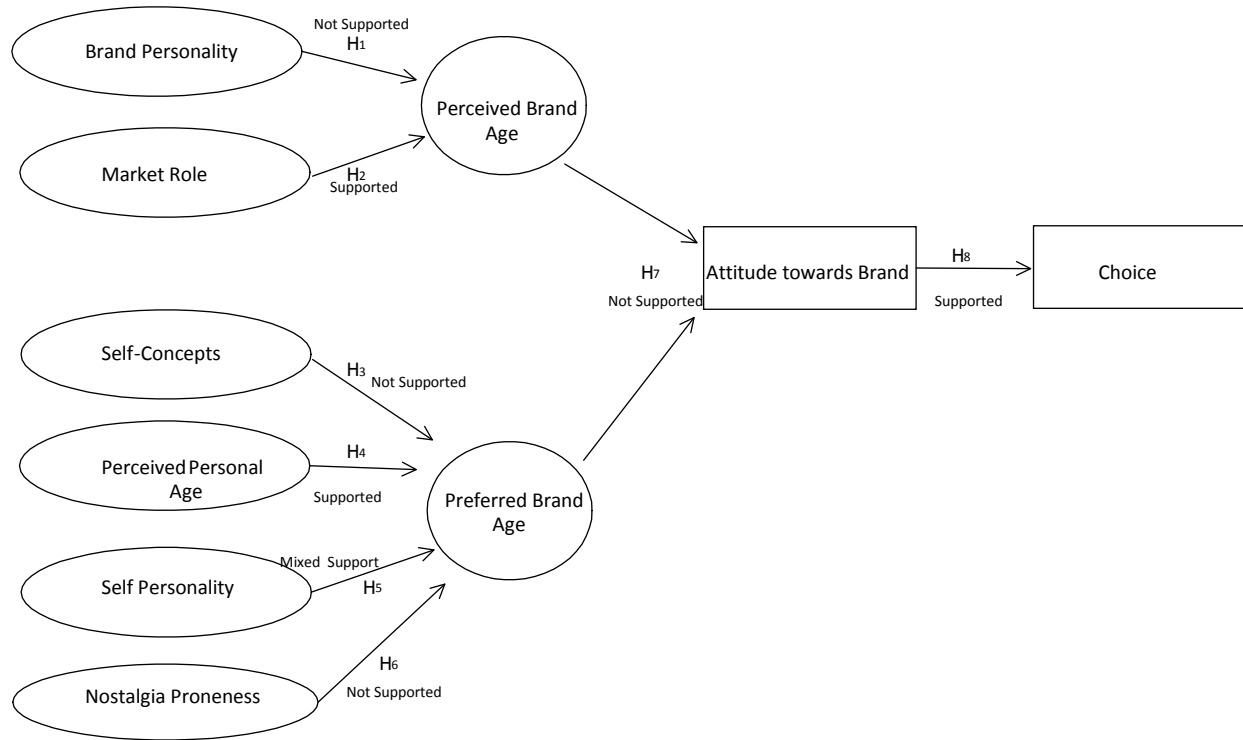 Not Supported
H1
Brand Personality
Perceived Brand
Age
Market Role
H2
Supported
H7
Not Supported
Attitude towards Brand
H8
Supported
Choice
Self-Concepts
H3
Not Supported
Perceived Personal
Age
H4
Supported
Preferred Brand
Age
Self Personality
Mixed Support
H5
Nostalgia Proneness
H6
Not Supported